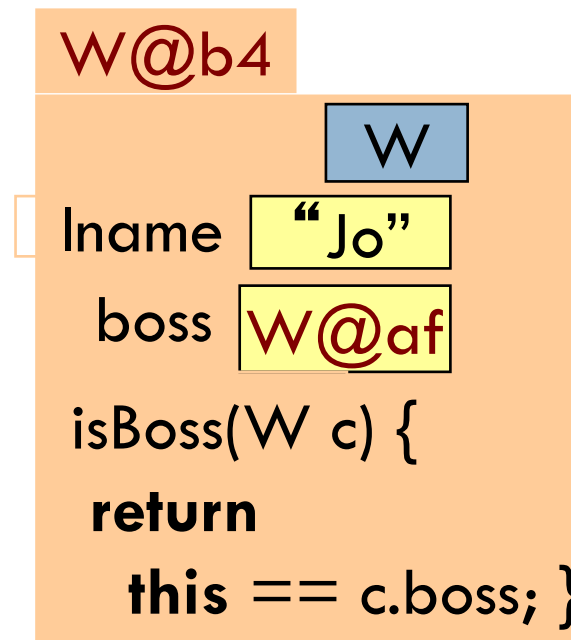 W@b4
W
lname “Jo”
boss W@af
isBoss(W c) {
return
this == c.boss; }